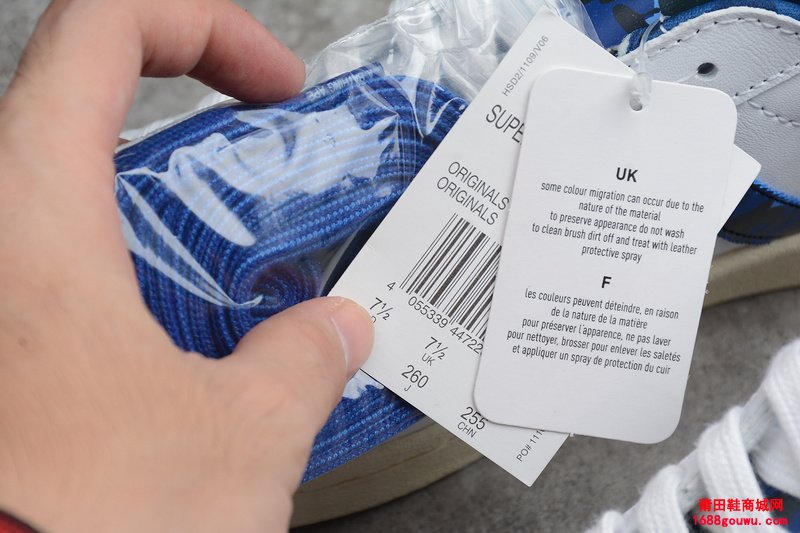 HSD2/1109/V06
ORIGINALS
ORIGINALS
4 055339 44722
7½
7½
UK
260
J
255
CHN
UK
some colour migration can occur due to the
nature of the material
to preserve appearance do not wash
to clean brush dirt off and treat with leather
protective spray
F
les couleurs peuvent déteindre, en raison
de la nature de la matière
pour préserver l'apparence, ne pas laver
pour nettoyer, brosser pour enlever les saletés
et appliquer un spray de protection du cuir
莆田鞋商城网
1688gouwu.com